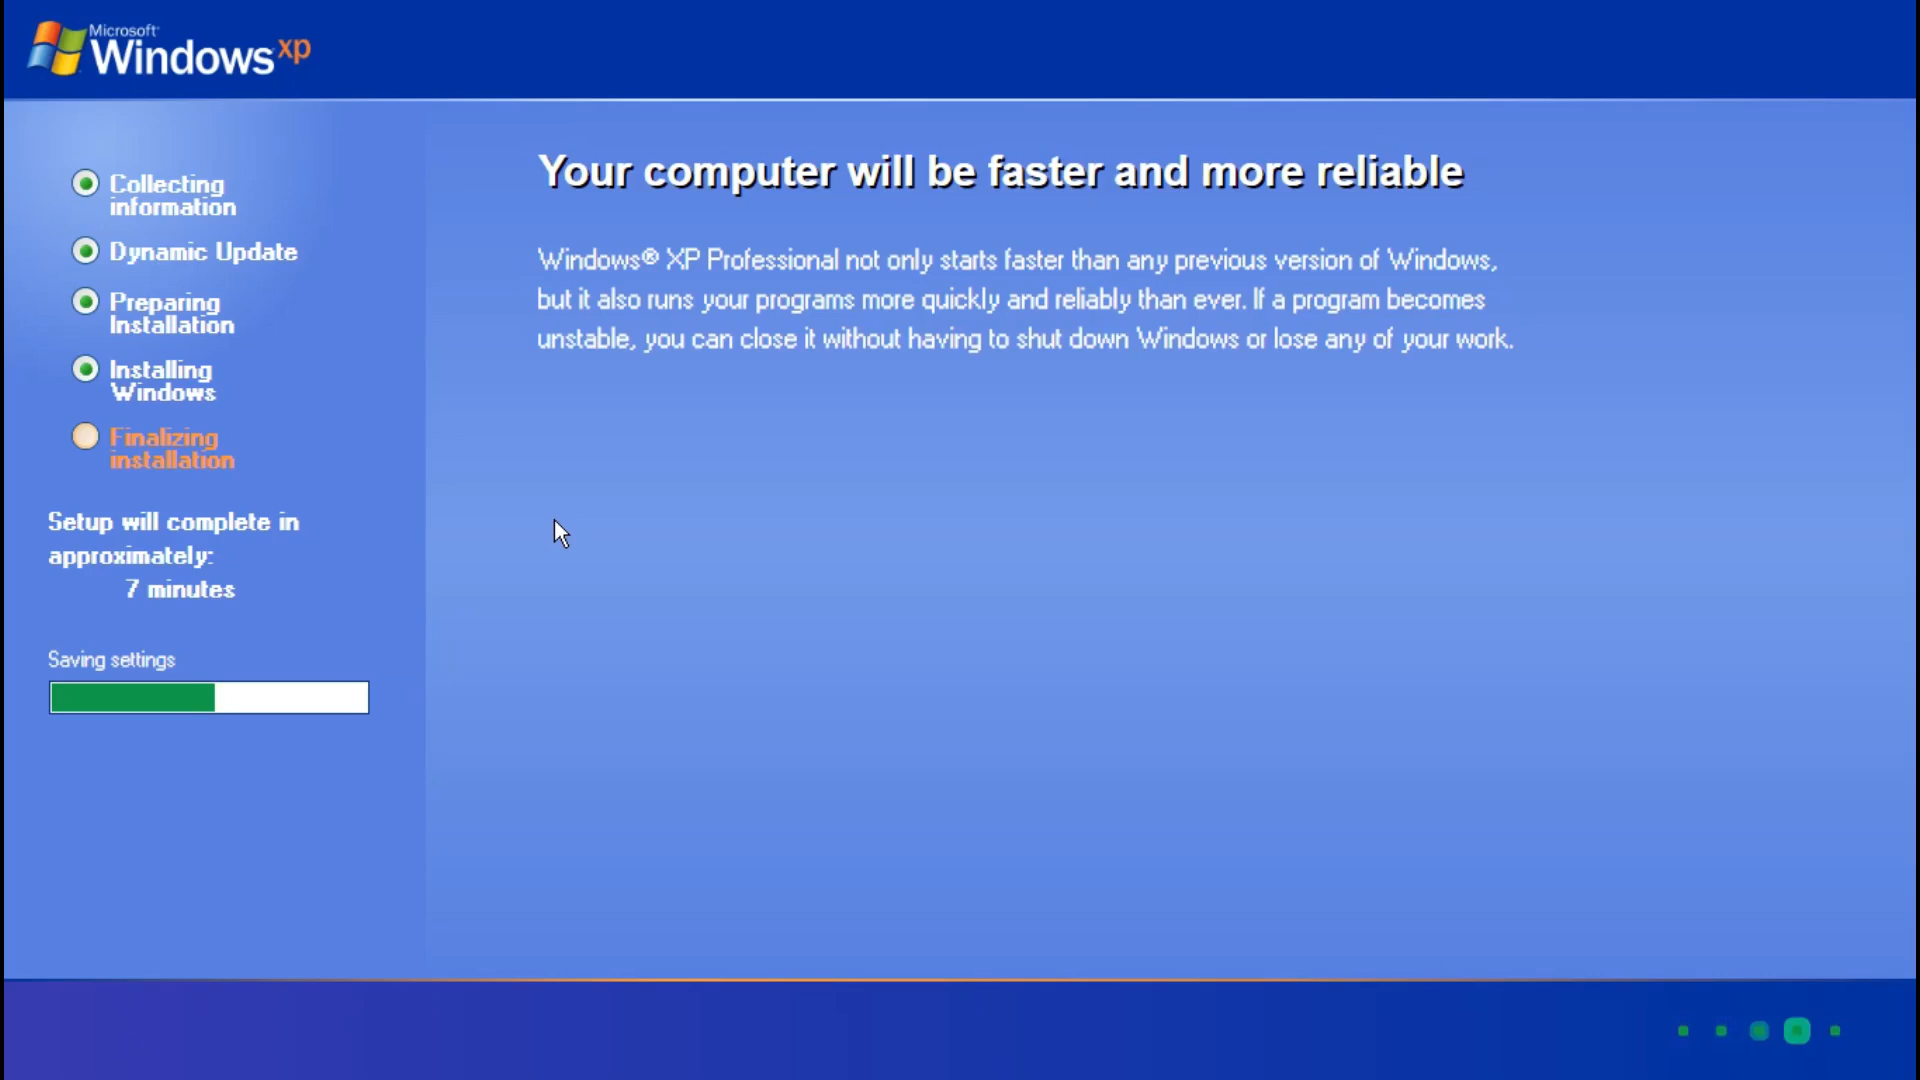 Microsoft
Windows xp
Collecting
information
Dynamic Update
Preparing
Installation
Installing
Windows
Finalizing
installation
Setup will complete in
approximately:
7 minutes
Saving settings
Your computer will be faster and more reliable
Windows® XP Professional not only starts faster than any previous version of Windows,
but it also runs your programs more quickly and reliably than ever. If a program becomes
unstable, you can close it without having to shut down Windows or lose any of your work.